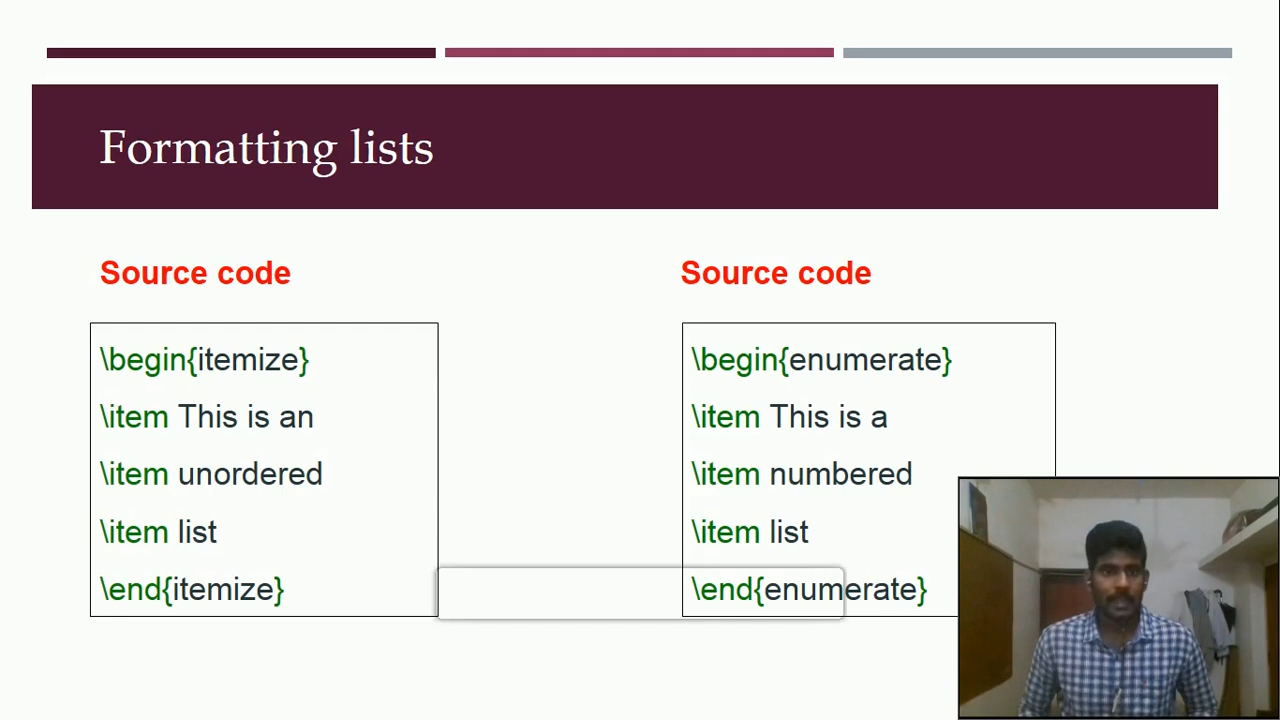 Formatting lists
Source code
\begin{itemize}
\item This is an
\item unordered
\item list
\end{itemize}
Source code
\begin{enumerate}
\item This is a
\item numbered
\item list
\end{enumerate}